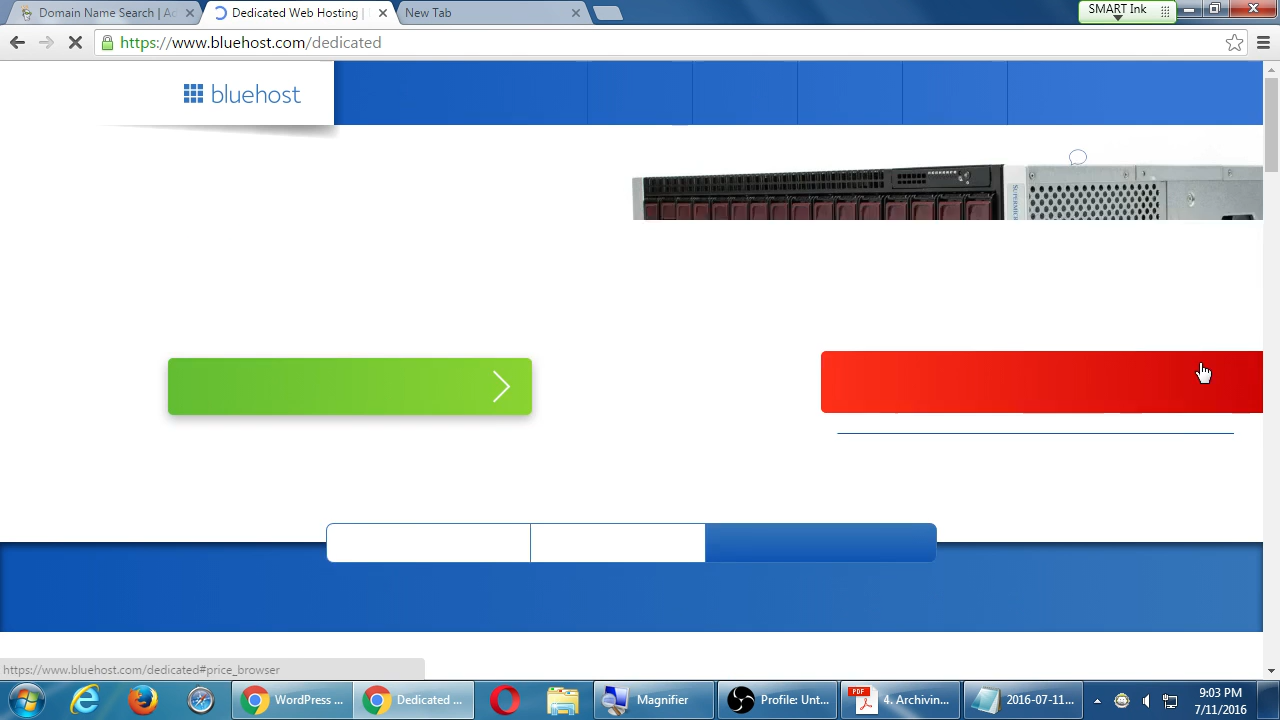 Domain Name Search | Ac
Dedicated Web Hosting |
New Tab
SMART Ink
https://www.bluehost.com/dedicated
bluehost
https://www.bluehost.com/dedicated#price_browser
WordPress ...
Dedicated ...
Magnifier
Profile: Unt...
PDF
4. Archivin...
2016-07-11...
9:03 PM
7/11/2016